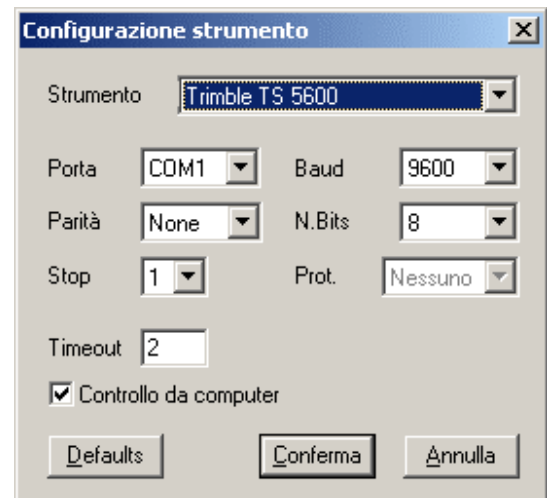 Configurazione strumento
Strumento Trimble TS 5600
Porta COM1 Baud 9600
Parità None N.Bits 8
Stop 1 Prot. Nessuno
Timeout 2
Controllo da computer
Defaults Conferma Annulla